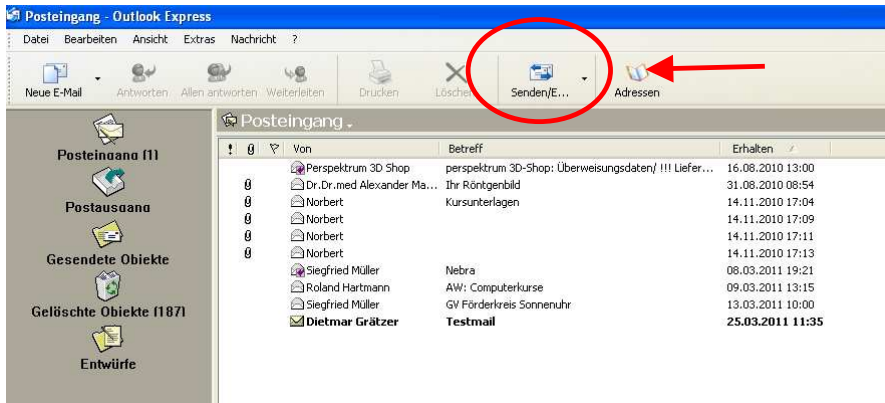 Posteingang - Outlook Express
Datei Bearbeiten Ansicht Extras Nachricht ?
Neue E-Mail Antworten Allen antworten Weiterleiten Drucken Löschen Senden/E... Adressen
Posteingang
! Von Betreff Erhalten
Perspektrum 3D Shop perspektrum 3D-Shop: Überweisungsdaten/ !!! Liefer... 16.08.2010 13:00
Dr.Dr.med Alexander Ma... Ihr Röntgenbild 31.08.2010 08:54
Norbert Kursunterlagen 14.11.2010 17:04
Norbert 14.11.2010 17:09
Norbert 14.11.2010 17:11
Norbert 14.11.2010 17:13
Siegfried Müller Nebra 08.03.2011 19:21
Roland Hartmann AW: Computerkurse 09.03.2011 13:15
Siegfried Müller GV Förderkreis Sonnenuhr 13.03.2011 10:00
Dietmar Grätzer Testmail 25.03.2011 11:35
Posteingang (1)
Postausgang
Gesendete Objekte
Gelöschte Objekte (187)
Entwürfe